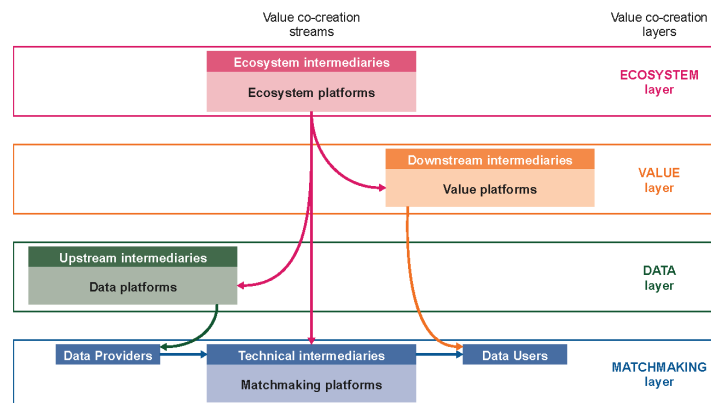 Value co-creation
streams
Value co-creation
layers
Ecosystem intermediaries
Ecosystem platforms
ECOSYSTEM
layer
Downstream intermediaries
Value platforms
VALUE
layer
Upstream intermediaries
Data platforms
DATA
layer
Data Providers
Technical intermediaries
Data Users
Matchmaking platforms
MATCHMAKING
layer